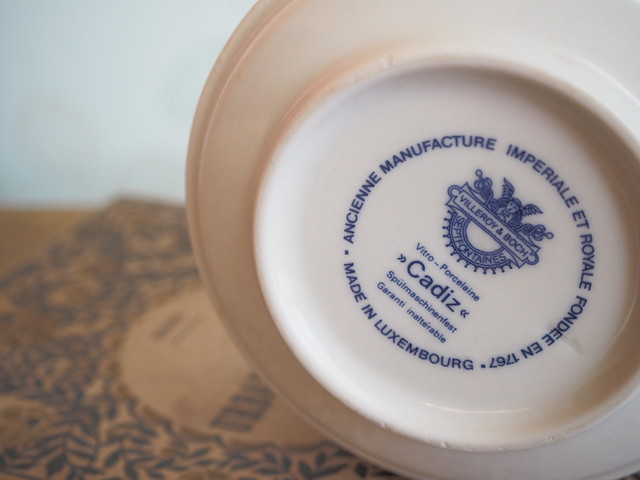 ANCIENNE MANUFACTURE IMPERIALE ET ROYALE FONDEE EN 1767 •
MADE IN LUXEMBOURG •
VILLEROY & BOCH
SEPTFONTAINES
Vitro-Porcelaine
» Cadiz «
Spülmaschinenfest
Garanti inaltérable